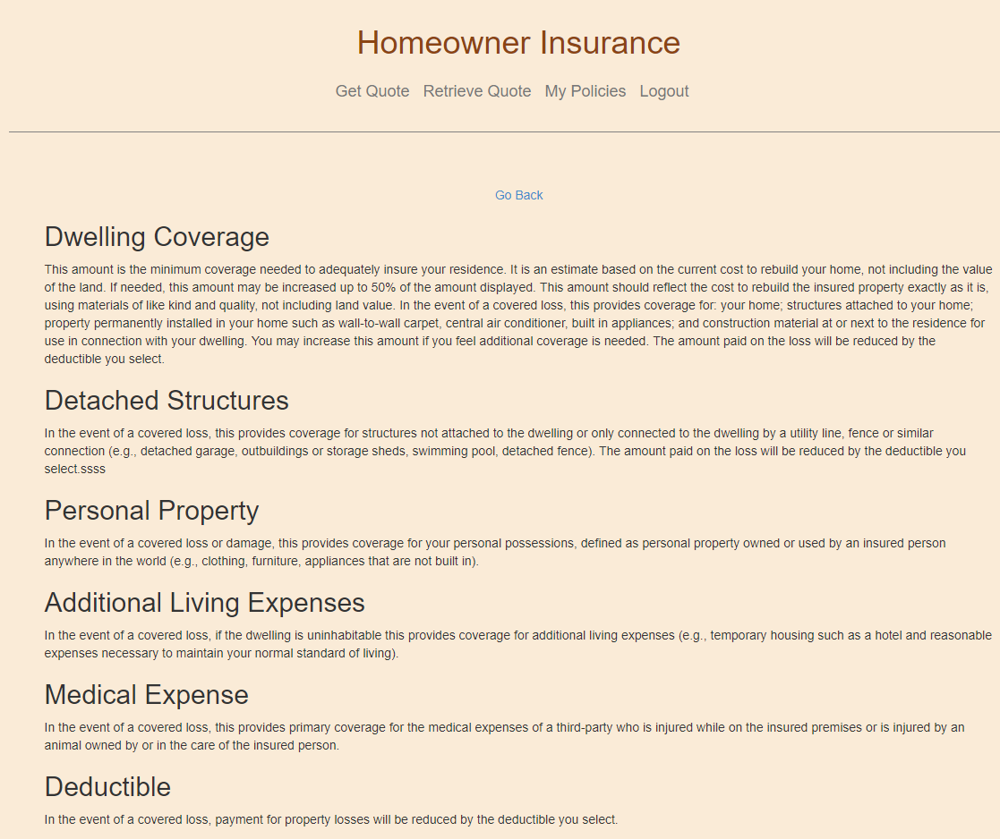 Homeowner Insurance
Get Quote Retrieve Quote My Policies Logout
Go Back
Dwelling Coverage
This amount is the minimum coverage needed to adequately insure your residence. It is an estimate based on the current cost to rebuild your home, not including the value
of the land. If needed, this amount may be increased up to 50% of the amount displayed. This amount should reflect the cost to rebuild the insured property exactly as it is,
using materials of like kind and quality, not including land value. In the event of a covered loss, this provides coverage for: your home; structures attached to your home;
property permanently installed in your home such as wall-to-wall carpet, central air conditioner, built in appliances; and construction material at or next to the residence for
use in connection with your dwelling. You may increase this amount if you feel additional coverage is needed. The amount paid on the loss will be reduced by the
deductible you select.
Detached Structures
In the event of a covered loss, this provides coverage for structures not attached to the dwelling or only connected to the dwelling by a utility line, fence or similar
connection (e.g., detached garage, outbuildings or storage sheds, swimming pool, detached fence). The amount paid on the loss will be reduced by the deductible you
select.ssss
Personal Property
In the event of a covered loss or damage, this provides coverage for your personal possessions, defined as personal property owned or used by an insured person
anywhere in the world (e.g., clothing, furniture, appliances that are not built in).
Additional Living Expenses
In the event of a covered loss, if the dwelling is uninhabitable this provides coverage for additional living expenses (e.g., temporary housing such as a hotel and reasonable
expenses necessary to maintain your normal standard of living).
Medical Expense
In the event of a covered loss, this provides primary coverage for the medical expenses of a third-party who is injured while on the insured premises or is injured by an
animal owned by or in the care of the insured person.
Deductible
In the event of a covered loss, payment for property losses will be reduced by the deductible you select.